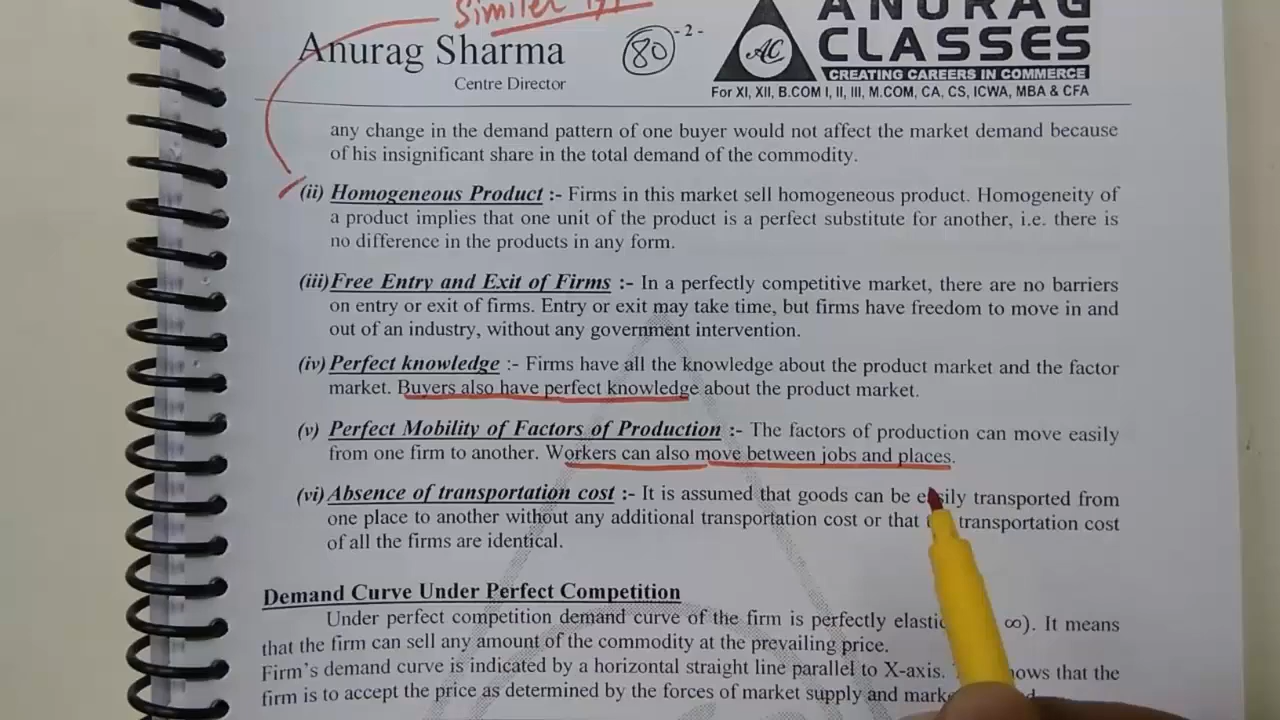 Similer
Anurag Sharma
Centre Director
80
-2-
AC
ANURAG
CLASSES
CREATING CAREERS IN COMMERCE
For XI, XII, B.COM I, II, III, M.COM, CA, CS, ICWA, MBA & CFA
any change in the demand pattern of one buyer would not affect the market demand because
of his insignificant share in the total demand of the commodity.
(ii) Homogeneous Product :- Firms in this market sell homogeneous product. Homogeneity of
a product implies that one unit of the product is a perfect substitute for another, i.e. there is
no difference in the products in any form.
(iii) Free Entry and Exit of Firms :- In a perfectly competitive market, there are no barriers
on entry or exit of firms. Entry or exit may take time, but firms have freedom to move in and
out of an industry, without any government intervention.
(iv) Perfect knowledge :- Firms have all the knowledge about the product market and the factor
market. Buyers also have perfect knowledge about the product market.
(v) Perfect Mobility of Factors of Production :- The factors of production can move easily
from one firm to another. Workers can also move between jobs and places.
(vi) Absence of transportation cost :- It is assumed that goods can be easily transported from
one place to another without any additional transportation cost or that transportation cost
of all the firms are identical.
Demand Curve Under Perfect Competition
Under perfect competition demand curve of the firm is perfectly elastic ∞). It means
that the firm can sell any amount of the commodity at the prevailing price.
Firm's demand curve is indicated by a horizontal straight line parallel to X-axis. that the
firm is to accept the price as determined by the forces of market supply and